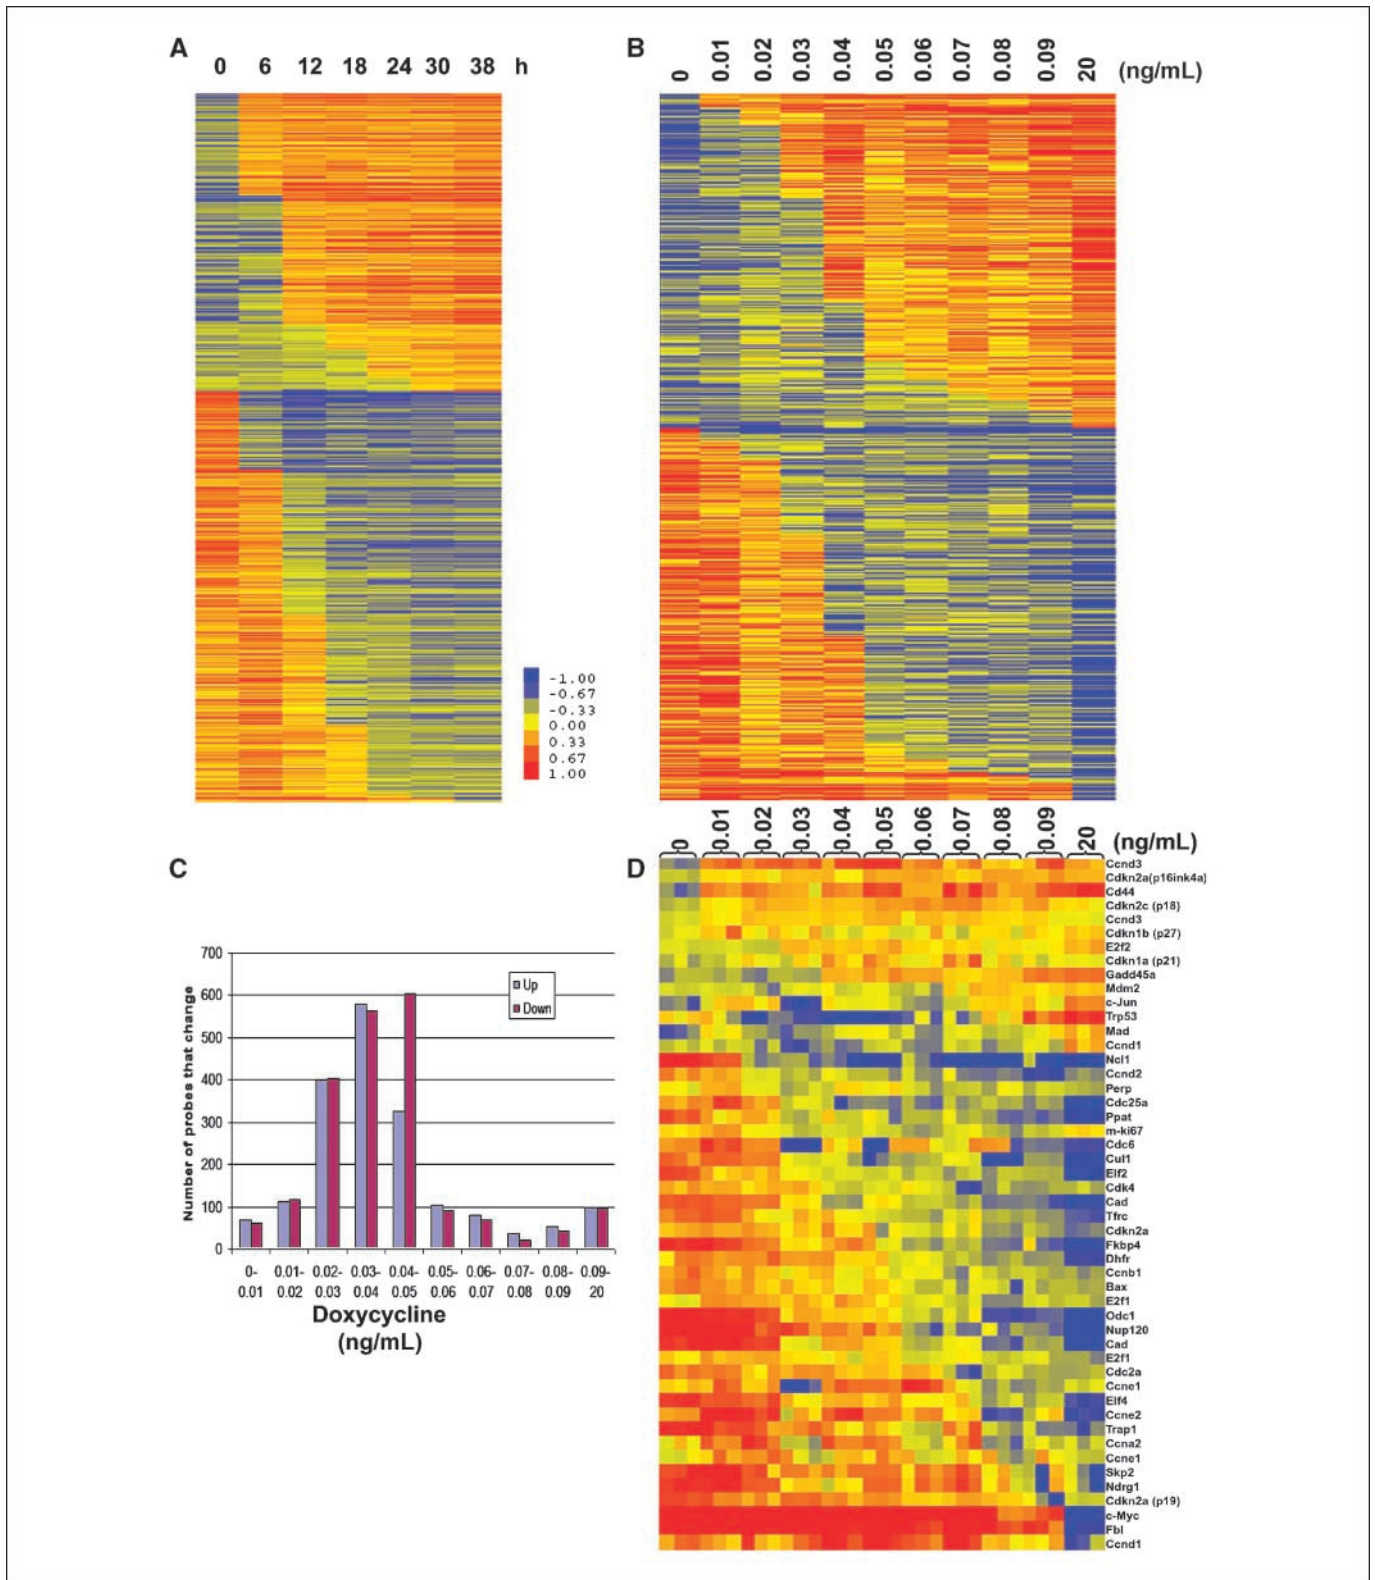 A
0 6 12 18 24 30 38 h
B
0 0.01 0.02 0.03 0.04 0.05 0.06 0.07 0.08 0.09 20 (ng/mL)
-1.00
-0.67
-0.33
0.00
0.33
0.67
1.00
C
Number of probes that change
700
600
500
400
300
200
100
0
Up
Down
0-0.01
0.01-0.02
0.02-0.03
0.03-0.04
0.04-0.05
0.05-0.06
0.06-0.07
0.07-0.08
0.08-0.09
0.09-20
Doxycycline
(ng/mL)
D
0 0.01 0.02 0.03 0.04 0.05 0.06 0.07 0.08 0.09 20 (ng/mL)
Ccnd3
Cdkn2a(p16ink4a)
Cd44
Cdkn2c (p18)
Ccnd3
Cdkn1b (p27)
E2f2
Cdkn1a (p21)
Gadd45a
Mdm2
c-Jun
Trp53
Mad
Ccnd1
Ncl1
Ccnd2
Perp
Cdc25a
Ppat
m-ki67
Cdc6
Cul1
Elf2
Cdk4
Cad
Tfrc
Cdkn2a
Fkbp4
Dhfr
Ccnb1
Bax
E2f1
Odc1
Nup120
Cad
E2f1
Cdc2a
Ccne1
Elf4
Ccne2
Trap1
Ccna2
Ccne1
Skp2
Ndrg1
Cdkn2a (p19)
c-Myc
Fbl
Ccnd1